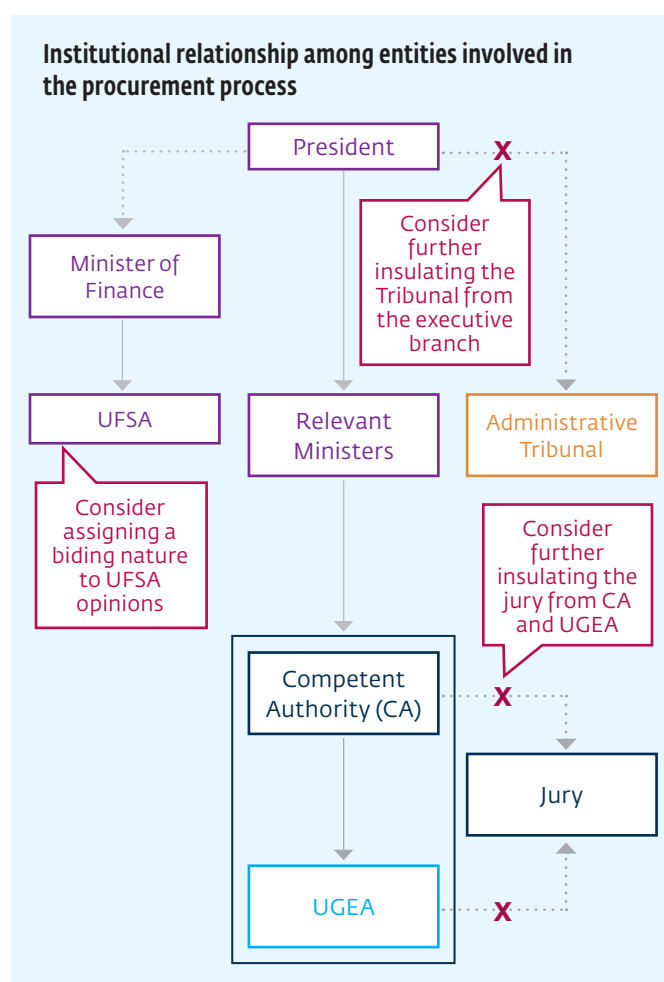 Institutional relationship among entities involved in
the procurement process
President
X
Consider
further
insulating the
Tribunal from
the executive
branch
Minister of
Finance
UFSA
Relevant
Ministers
Administrative
Tribunal
Consider
assigning a
biding nature
to UFSA
opinions
Consider
further
insulating the
jury from CA
and UGEA
Competent
Authority (CA)
X
Jury
UGEA
X